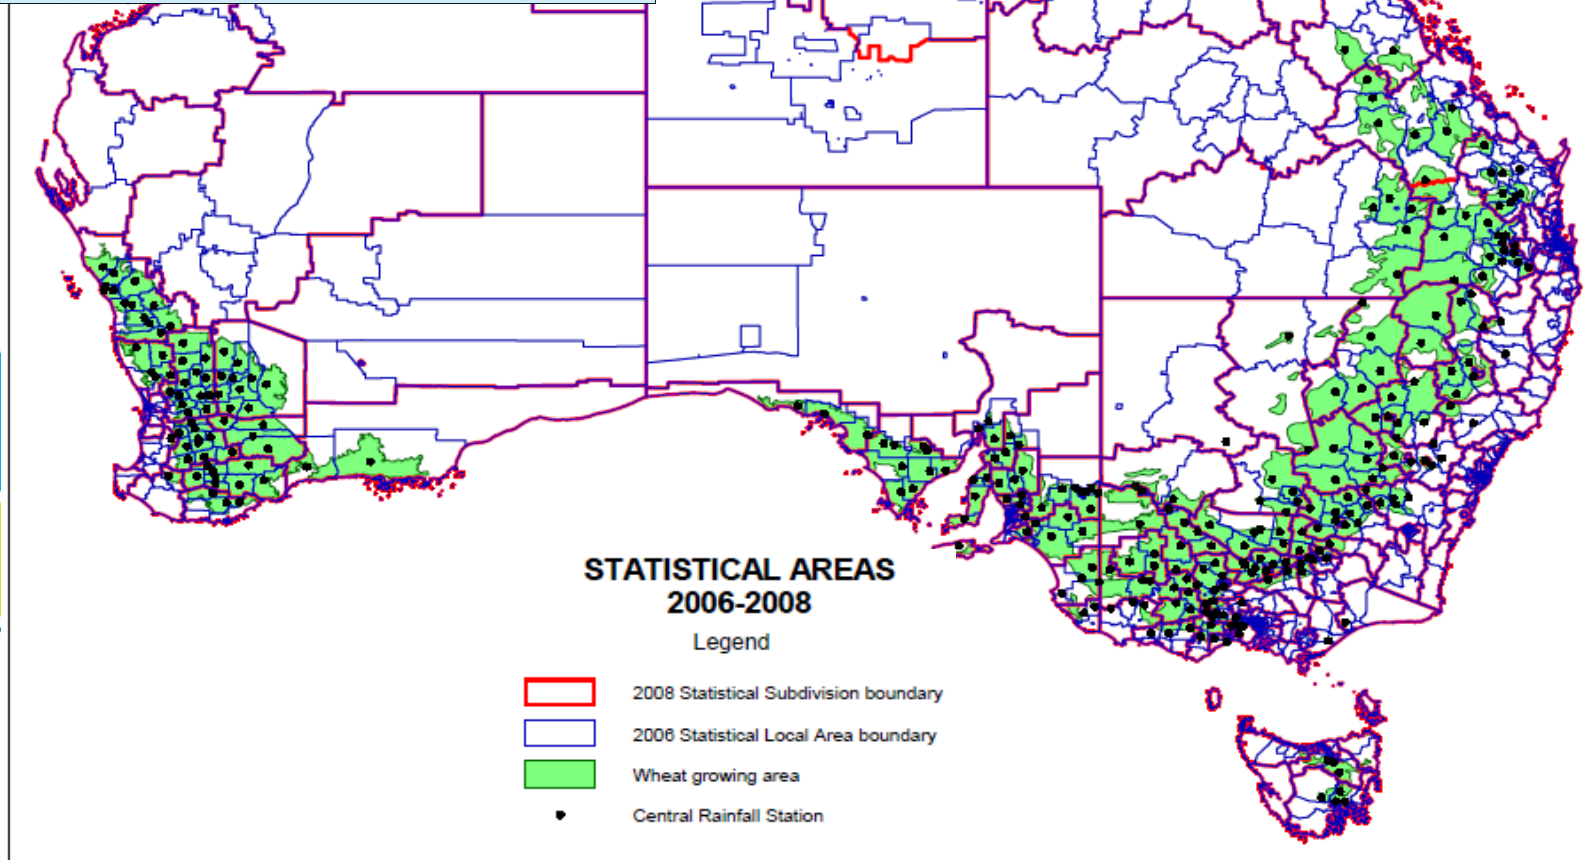 STATISTICAL AREAS
2006-2008
Legend
2008 Statistical Subdivision boundary
2006 Statistical Local Area boundary
Wheat growing area
Central Rainfall Station